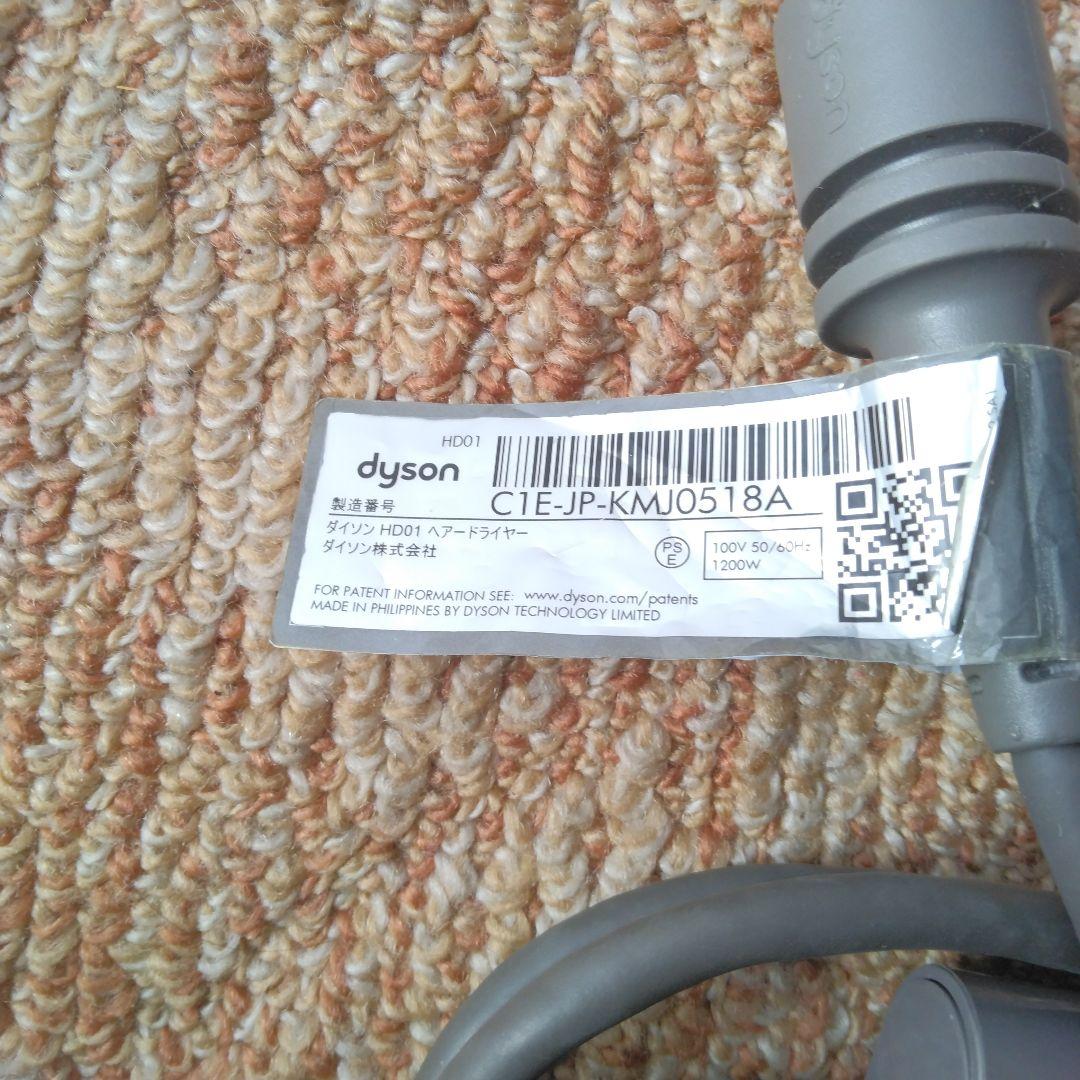 dyson
HD01
dyson
製造番号 C1E-JP-KMJ0518A
ダイソン HD01 ヘアードライヤー
ダイソン株式会社
PS
E
100V 50/60Hz
1200W
FOR PATENT INFORMATION SEE: www.dyson.com/patents
MADE IN PHILIPPINES BY DYSON TECHNOLOGY LIMITED